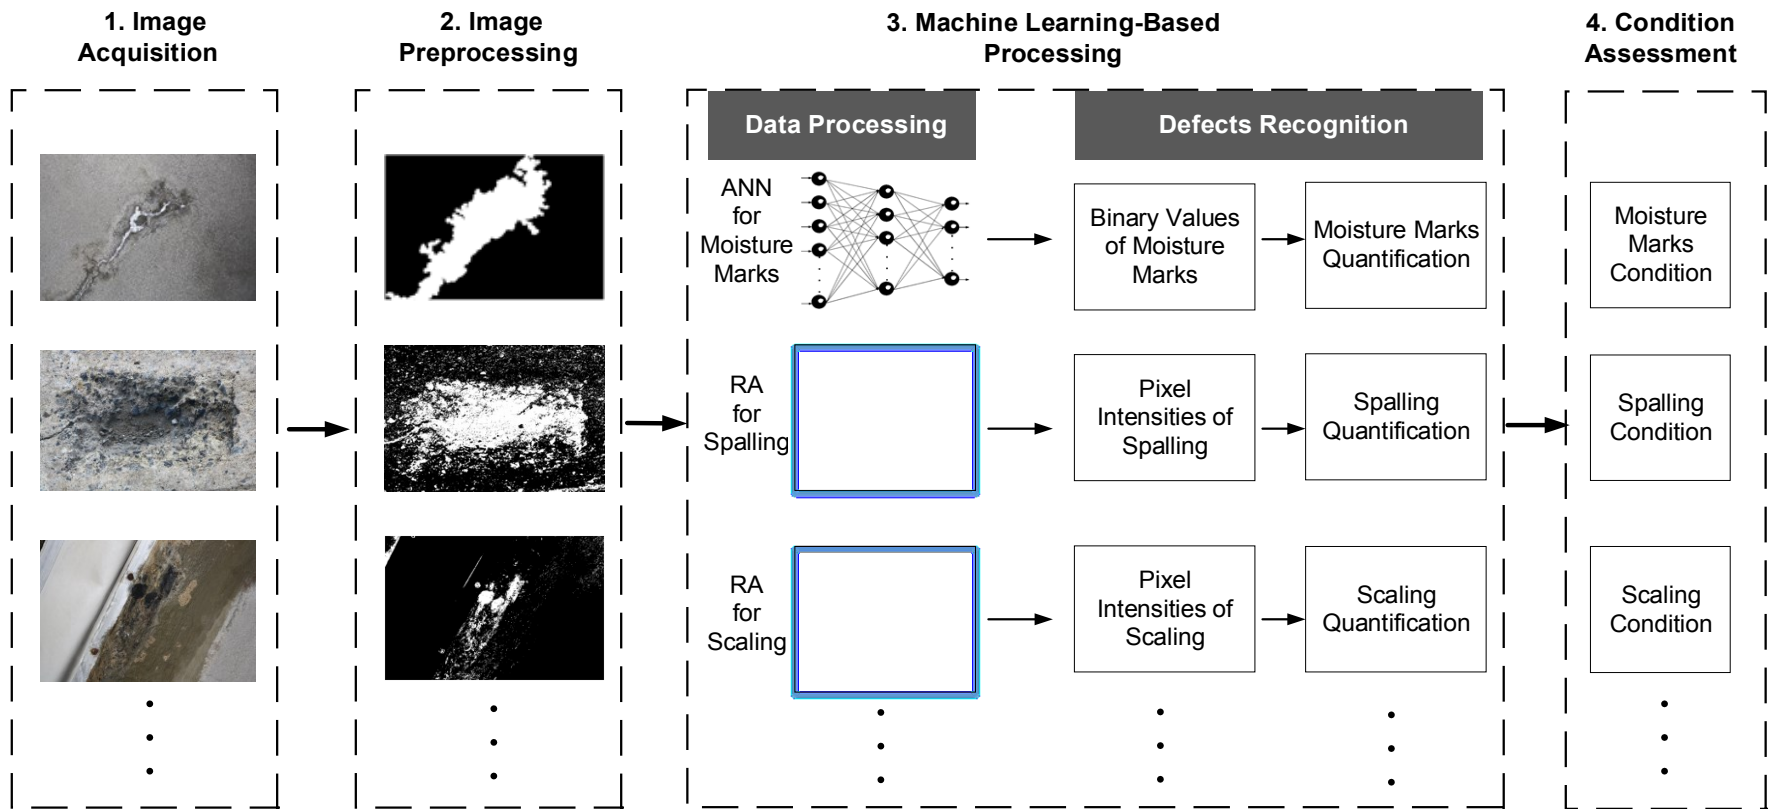 1. Image
Acquisition
2. Image
Preprocessing
3. Machine Learning-Based
Processing
4. Condition
Assessment
Data Processing
Defects Recognition
ANN
for
Moisture
Marks
Binary Values
of Moisture
Marks
Moisture Marks
Quantification
Moisture
Marks
Condition
RA
for
Spalling
Pixel
Intensities of
Spalling
Spalling
Quantification
Spalling
Condition
RA
for
Scaling
Pixel
Intensities of
Scaling
Scaling
Quantification
Scaling
Condition